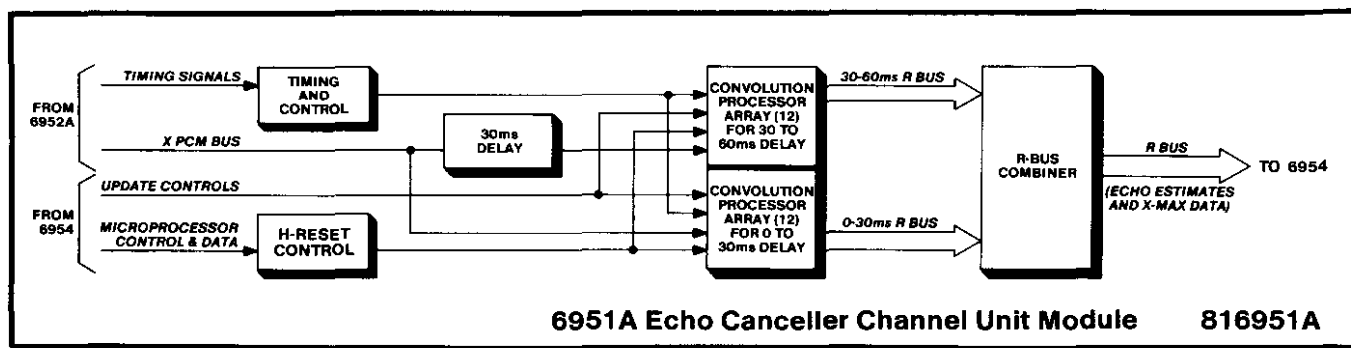 FROM
6952A
TIMING SIGNALS
TIMING
AND
CONTROL
X PCM BUS
30ms
DELAY
FROM
6954
UPDATE CONTROLS
MICROPROCESSOR
CONTROL & DATA
H-RESET
CONTROL
CONVOLUTION
PROCESSOR
ARRAY (12)
FOR 30 TO
60ms DELAY
CONVOLUTION
PROCESSOR
ARRAY (12)
FOR 0 TO
30ms DELAY
30-60ms R BUS
0-30ms R BUS
R-BUS
COMBINER
R BUS
(ECHO ESTIMATES
AND X-MAX DATA)
TO 6954
6951A Echo Canceller Channel Unit Module 816951A